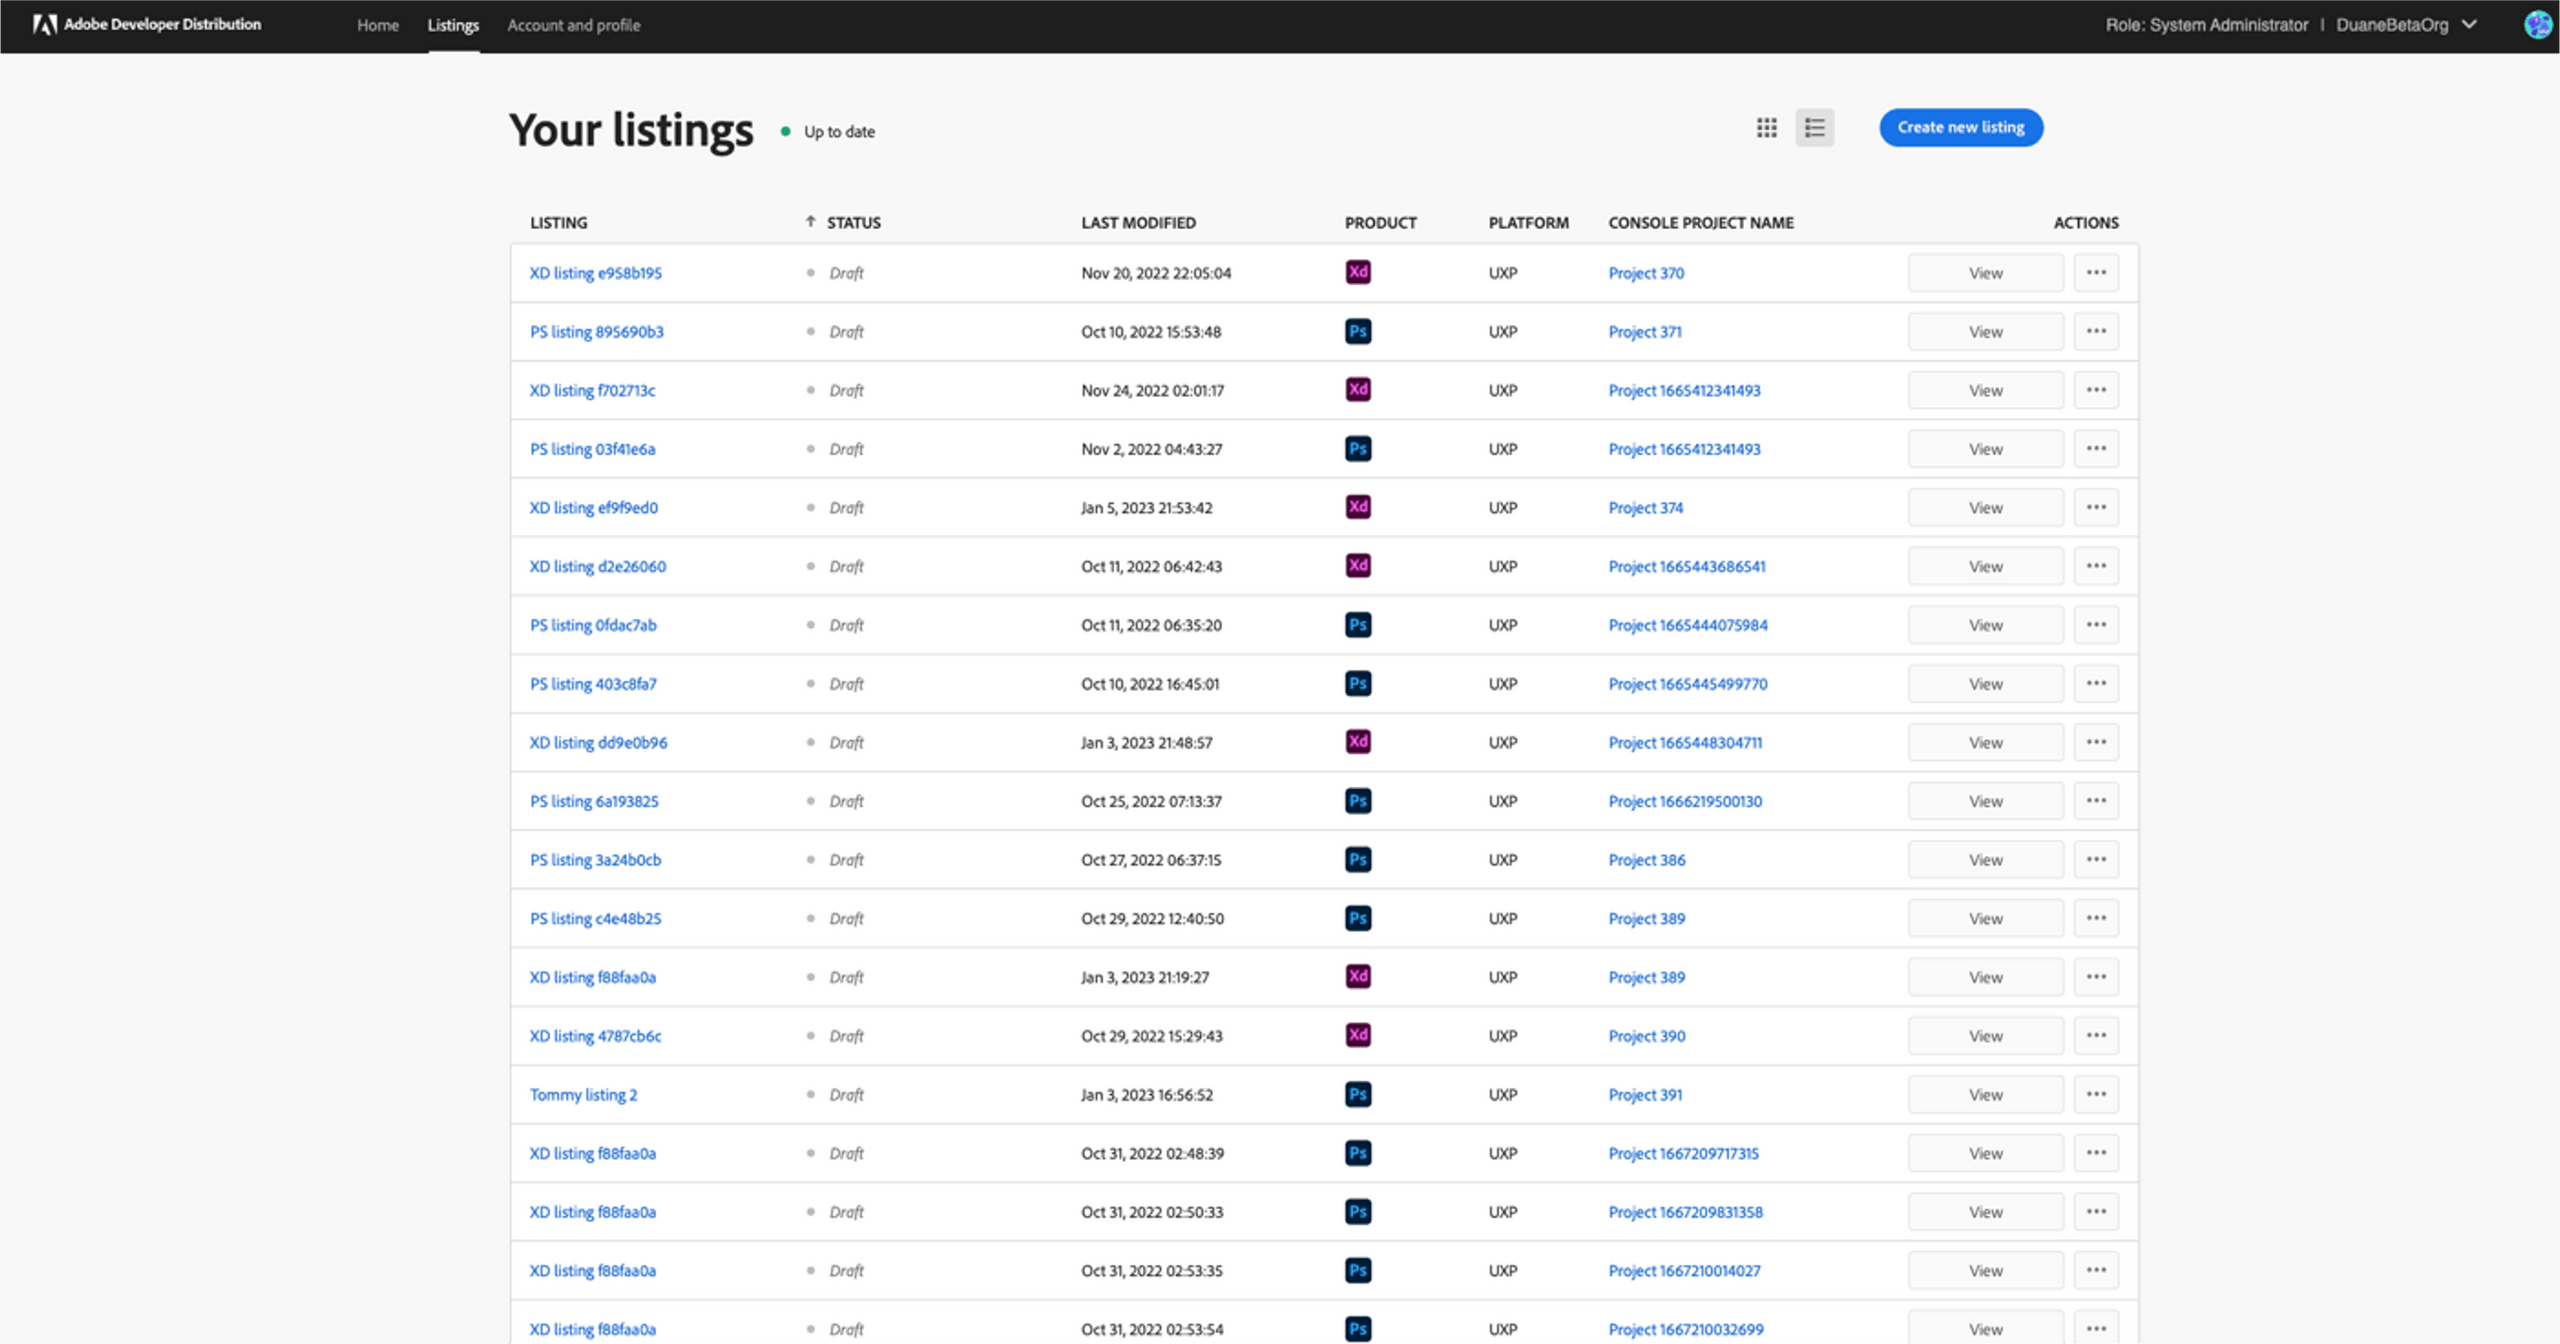 Adobe Developer Distribution Home Listings Account and profile Role: System Administrator | DuaneBetaOrg
Your listings Up to date Create new listing
LISTING STATUS LAST MODIFIED PRODUCT PLATFORM CONSOLE PROJECT NAME ACTIONS
XD listing e958b195 Draft Nov 20, 2022 22:05:04 Xd UXP Project 370 View
PS listing 895690b3 Draft Oct 10, 2022 15:53:48 Ps UXP Project 371 View
XD listing f702713c Draft Nov 24, 2022 02:01:17 Xd UXP Project 1665412341493 View
PS listing 03f41e6a Draft Nov 2, 2022 04:43:27 Ps UXP Project 1665412341493 View
XD listing ef9f9ed0 Draft Jan 5, 2023 21:53:42 Xd UXP Project 374 View
XD listing d2e26060 Draft Oct 11, 2022 06:42:43 Xd UXP Project 1665443686541 View
PS listing 0fdac7ab Draft Oct 11, 2022 06:35:20 Ps UXP Project 1665444075984 View
PS listing 403c8fa7 Draft Oct 10, 2022 16:45:01 Ps UXP Project 1665445499770 View
XD listing dd9e0b96 Draft Jan 3, 2023 21:48:57 Xd UXP Project 1665448304711 View
PS listing 6a193825 Draft Oct 25, 2022 07:13:37 Ps UXP Project 1666219500130 View
PS listing 3a24b0cb Draft Oct 27, 2022 06:37:15 Ps UXP Project 386 View
PS listing c4e48b25 Draft Oct 29, 2022 12:40:50 Ps UXP Project 389 View
XD listing f88faa0a Draft Jan 3, 2023 21:19:27 Xd UXP Project 389 View
XD listing 4787cb6c Draft Oct 29, 2022 15:29:43 Xd UXP Project 390 View
Tommy listing 2 Draft Jan 3, 2023 16:56:52 Ps UXP Project 391 View
XD listing f88faa0a Draft Oct 31, 2022 02:48:39 Ps UXP Project 1667209717315 View
XD listing f88faa0a Draft Oct 31, 2022 02:50:33 Ps UXP Project 1667209831358 View
XD listing f88faa0a Draft Oct 31, 2022 02:53:35 Ps UXP Project 1667210014027 View
XD listing f88faa0a Draft Oct 31, 2022 02:53:54 Ps UXP Project 1667210032699 View